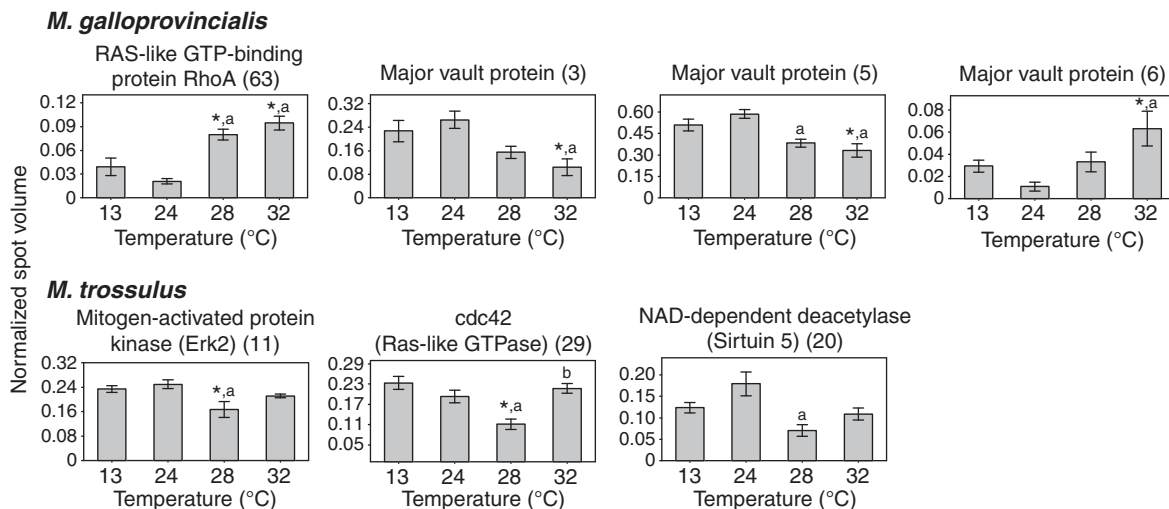 M. galloprovincialis
RAS-like GTP-binding
protein RhoA (63)
Major vault protein (3)
Major vault protein (5)
Major vault protein (6)
0.12
0.09
0.06
0.03
0
*,a
*,a
13 24 28 32
Temperature (°C)
0.32
0.24
0.16
0.08
0
*,a
13 24 28 32
Temperature (°C)
0.60
0.45
0.30
0.15
0
a
*,a
13 24 28 32
Temperature (°C)
0.08
0.06
0.04
0.02
0
*,a
13 24 28 32
Temperature (°C)
Normalized spot volume
M. trossulus
Mitogen-activated protein
kinase (Erk2) (11)
cdc42
(Ras-like GTPase) (29)
NAD-dependent deacetylase
(Sirtuin 5) (20)
0.32
0.24
0.16
0.08
0
*,a
13 24 28 32
Temperature (°C)
0.29
0.23
0.17
0.11
0.05
*,a
b
13 24 28 32
Temperature (°C)
0.20
0.15
0.10
0.05
0
a
13 24 28 32
Temperature (°C)